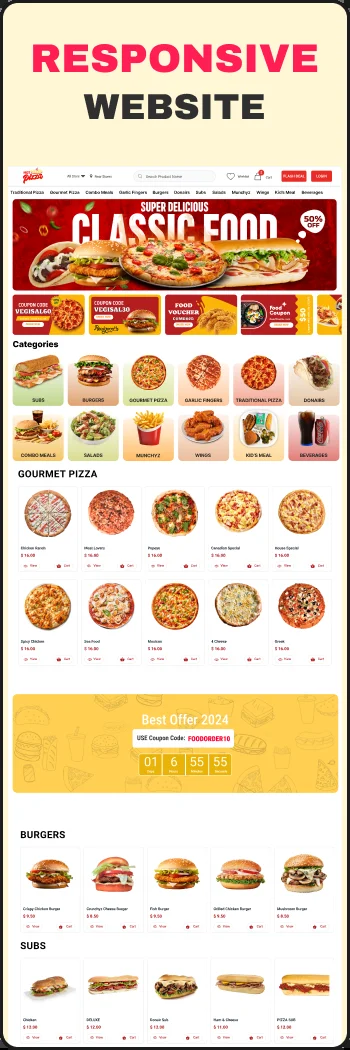 RESPONSIVE
WEBSITE
Pizza
All Story
Near Stores
Search Product Name
Wishlist
Cart
FLASH DEAL
LOGIN
Traditional Pizza Gourmet Pizza Combo Meals Garlic Fingers Burgers Donairs Subs Salads Munchyz Wings Kid's Meal Beverages
SUPER DELICIOUS
CLASSIC FOOD
50%
OFF
COUPON CODE
VEGISAL60
COUPON CODE
VEGISAL30
FOOD
VOUCHER
Food
Coupon
$50
Categories
SUBS
BURGERS
GOURMET PIZZA
GARLIC FINGERS
TRADITIONAL PIZZA
DONAIRS
COMBO MEALS
SALADS
MUNCHYZ
WINGS
KID'S MEAL
BEVERAGES
GOURMET PIZZA
Chicken Ranch
$ 16.00
View Cart
Meat Lovers
$ 16.00
View Cart
Popeye
$ 16.00
View Cart
Canadian Special
$ 16.00
View Cart
House Special
$ 16.00
View Cart
Spicy Chicken
$ 16.00
View Cart
Sea Food
$ 16.00
View Cart
Mexican
$ 16.00
View Cart
4 Cheese
$ 16.00
View Cart
Greek
$ 16.00
View Cart
Best Offer 2024
USE Coupon Code: FOODORDER10
01 6 55 55
BURGERS
Crispy Chicken Burger
$ 9.50
View Cart
Crunchyz Cheese Burger
$ 8.50
View Cart
Fish Burger
$ 9.50
View Cart
Grilled Chicken Burger
$ 9.50
View Cart
Mushroom Burger
$ 8.50
View Cart
SUBS
Chicken
$ 12.00
View Cart
DELUXE
$ 12.00
View Cart
Donair Sub
$ 12.00
View Cart
Ham & Cheese
$ 11.00
View Cart
PIZZA SUB
$ 12.00
View Cart